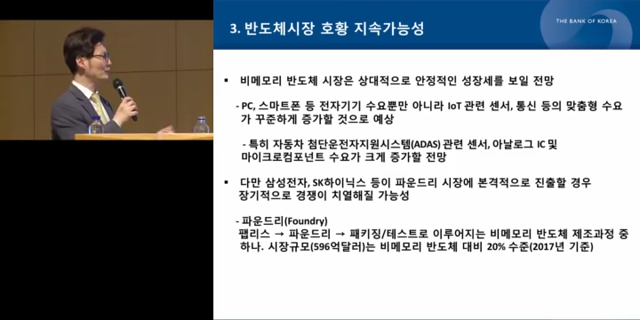 3. 반도체시장 호황 지속가능성
THE BANK OF KOREA
▪ 비메모리 반도체 시장은 상대적으로 안정적인 성장세를 보일 전망
- PC, 스마트폰 등 전자기기 수요뿐만 아니라 IoT 관련 센서, 통신 등의 맞춤형 수요
가 꾸준하게 증가할 것으로 예상
- 특히 자동차 첨단운전자지원시스템(ADAS) 관련 센서, 아날로그 IC 및
마이크로컴포넌트 수요가 크게 증가할 전망
▪ 다만 삼성전자, SK하이닉스 등이 파운드리 시장에 본격적으로 진출할 경우
장기적으로 경쟁이 치열해질 가능성
- 파운드리(Foundry)
팹리스 → 파운드리 → 패키징/테스트로 이루어지는 비메모리 반도체 제조과정 중
하나. 시장규모(596억달러)는 비메모리 반도체 대비 20% 수준(2017년 기준)